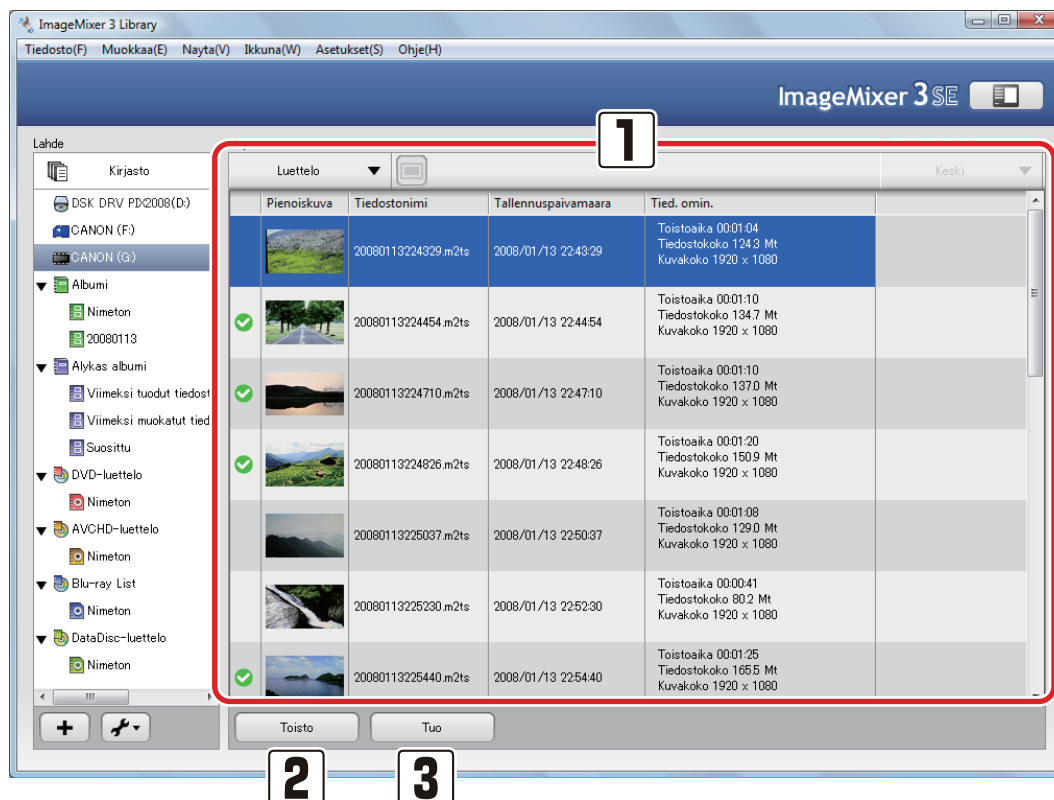 ImageMixer 3 Library
Tiedosto(F) Muokkaa(E) Nayta(V) Ikkuna(W) Asetukset(S) Ohje(H)
ImageMixer 3 SE
1
Lahde
Kirjasto
DSK DRV PIX2008(D:)
CANON (F:)
CANON (G:)
Albumi
Nimeton
20080113
Alykas albumi
Viimeksi tuodut tiedost
Viimeksi muokatut tied
Suosittu
DVD-luettelo
Nimeton
AVCHD-luettelo
Nimeton
Blu-ray List
Nimeton
DataDisc-luettelo
Nimeton
Luettelo
Keski
Pienoiskuva Tiedostonimi Tallennuspaivamaara Tied. omin.
20080113224329.m2ts 2008/01/13 22:43:29
Toistoaika 00:01:04
Tiedostokoko 124.3 Mt
Kuvakoko 1920 x 1080
20080113224454.m2ts 2008/01/13 22:44:54
Toistoaika 00:01:10
Tiedostokoko 134.7 Mt
Kuvakoko 1920 x 1080
20080113224710.m2ts 2008/01/13 22:47:10
Toistoaika 00:01:10
Tiedostokoko 137.0 Mt
Kuvakoko 1920 x 1080
20080113224826.m2ts 2008/01/13 22:48:26
Toistoaika 00:01:20
Tiedostokoko 150.9 Mt
Kuvakoko 1920 x 1080
20080113225037.m2ts 2008/01/13 22:50:37
Toistoaika 00:01:08
Tiedostokoko 129.0 Mt
Kuvakoko 1920 x 1080
20080113225230.m2ts 2008/01/13 22:52:30
Toistoaika 00:00:41
Tiedostokoko 80.2 Mt
Kuvakoko 1920 x 1080
20080113225440.m2ts 2008/01/13 22:54:40
Toistoaika 00:01:25
Tiedostokoko 165.5 Mt
Kuvakoko 1920 x 1080
Toisto Tuo
2 3